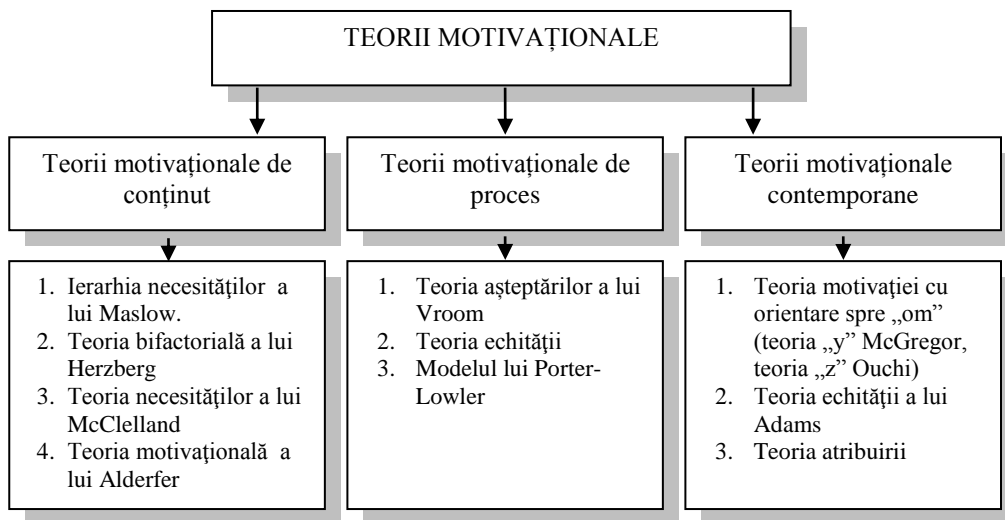 TEORII MOTIVAȚIONALE
Teorii motivaționale de
conținut
Teorii motivaționale de
proces
Teorii motivaționale
contemporane
1. Ierarhia necesităţilor a
lui Maslow.
2. Teoria bifactorială a lui
Herzberg
3. Teoria necesităţilor a lui
McClelland
4. Teoria motivaţională a
lui Alderfer
1. Teoria așteptărilor a lui
Vroom
2. Teoria echităţii
3. Modelul lui Porter-
Lowler
1. Teoria motivaţiei cu
orientare spre „om”
(teoria „y” McGregor,
teoria „z” Ouchi)
2. Teoria echităţii a lui
Adams
3. Teoria atribuirii